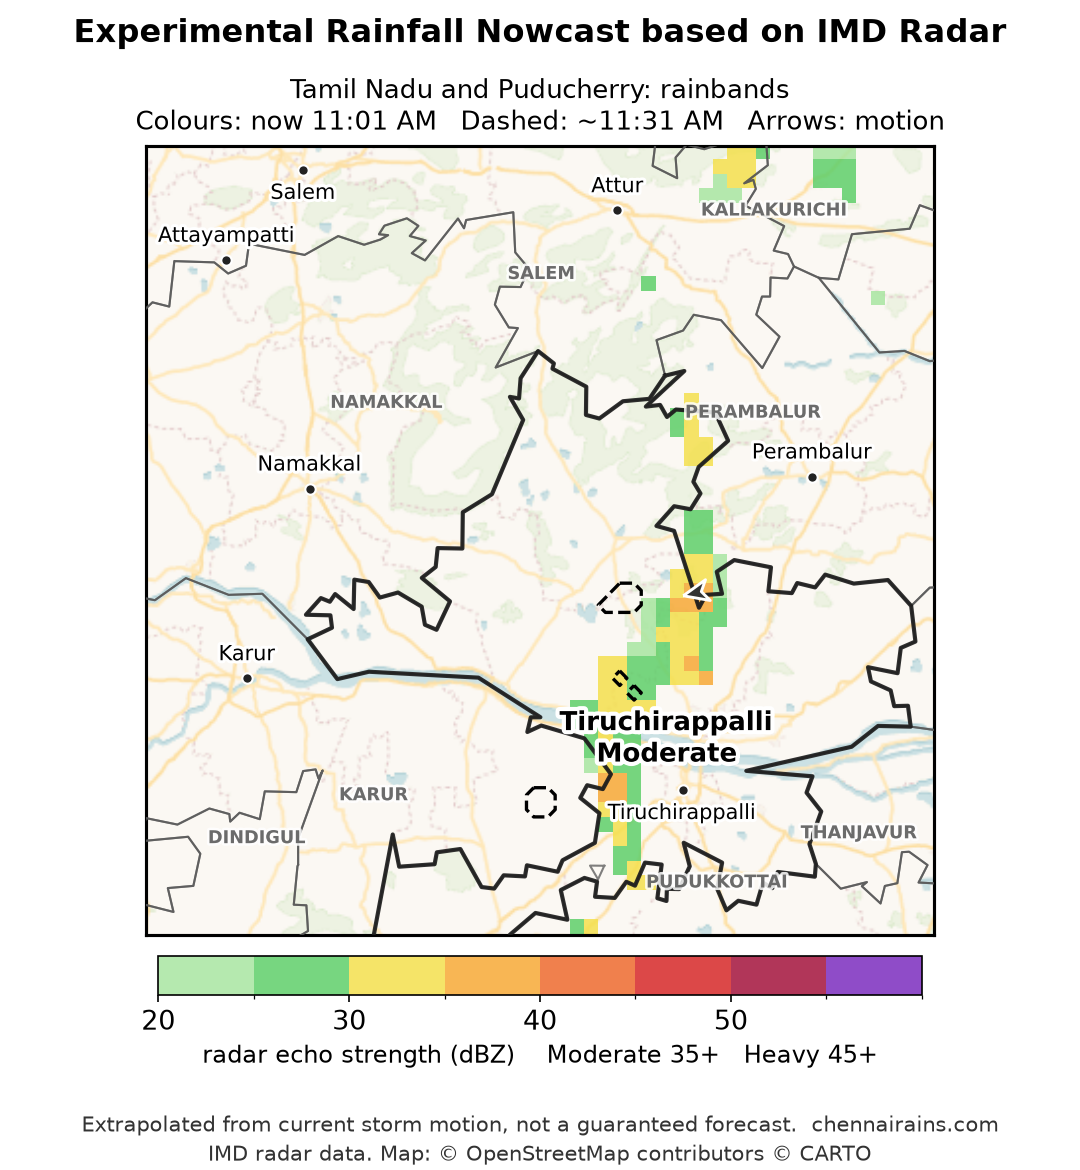 Experimental Rainfall Nowcast based on IMD Radar
Tamil Nadu and Puducherry: rainbands
Colours: now 11:01 AM   Dashed: ~11:31 AM   Arrows: motion
Salem
Attur
KALLAKURICHI
Attayampatti
SALEM
NAMAKKAL
PERAMBALUR
Perambalur
Namakkal
Karur
Tiruchirappalli
Moderate
KARUR
Tiruchirappalli
DINDIGUL
THANJAVUR
PUDUKKOTTAI
20 30 40 50
radar echo strength (dBZ)    Moderate 35+   Heavy 45+
Extrapolated from current storm motion, not a guaranteed forecast.  chennairains.com
IMD radar data. Map: © OpenStreetMap contributors © CARTO